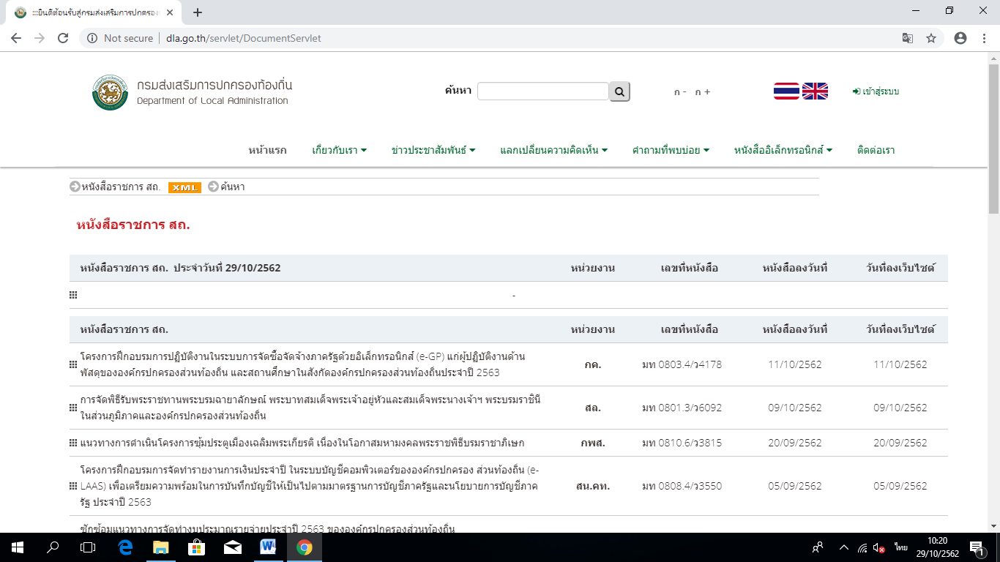 :::ยินดีต้อนรับสู่กรมส่งเสริมการปกครอง
Not secure dla.go.th/servlet/DocumentServlet
กรมส่งเสริมการปกครองท้องถิ่น
Department of Local Administration
ค้นหา
ก - ก +
เข้าสู่ระบบ
หน้าแรก เกี่ยวกับเรา ข่าวประชาสัมพันธ์ แลกเปลี่ยนความคิดเห็น คำถามที่พบบ่อย หนังสืออิเล็กทรอนิกส์ ติดต่อเรา
หนังสือราชการ สถ. XML ค้นหา
หนังสือราชการ สถ.
หนังสือราชการ สถ. ประจำวันที่ 29/10/2562 หน่วยงาน เลขที่หนังสือ หนังสือลงวันที่ วันที่ลงเว็บไซต์
-
หนังสือราชการ สถ. หน่วยงาน เลขที่หนังสือ หนังสือลงวันที่ วันที่ลงเว็บไซต์
โครงการฝึกอบรมการปฏิบัติงานในระบบการจัดซื้อจัดจ้างภาครัฐด้วยอิเล็กทรอนิกส์ (e-GP) แก่ผู้ปฏิบัติงานด้าน
พัสดุขององค์กรปกครองส่วนท้องถิ่น และสถานศึกษาในสังกัดองค์กรปกครองส่วนท้องถิ่นประจำปี 2563
กค. มท 0803.4/ว4178 11/10/2562 11/10/2562
การจัดพิธีรับพระราชทานพระบรมฉายาลักษณ์ พระบาทสมเด็จพระเจ้าอยู่หัวและสมเด็จพระนางเจ้าฯ พระบรมราชินี
ในส่วนภูมิภาคและองค์กรปกครองส่วนท้องถิ่น
สล. มท 0801.3/ว6092 09/10/2562 09/10/2562
แนวทางการดำเนินโครงการซุ้มประตูเมืองเฉลิมพระเกียรติ เนื่องในโอกาสมหามงคลพระราชพิธีบรมราชาภิเษก กพส. มท 0810.6/ว3815 20/09/2562 20/09/2562
โครงการฝึกอบรมการจัดทำรายงานการเงินประจำปี ในระบบบัญชีคอมพิวเตอร์ขององค์กรปกครอง ส่วนท้องถิ่น (e-
LAAS) เพื่อเตรียมความพร้อมในการบันทึกบัญชีให้เป็นไปตามมาตรฐานการบัญชีภาครัฐและนโยบายการบัญชีภาค
รัฐ ประจำปี 2563
สน.คท. มท 0808.4/ว3550 05/09/2562 05/09/2562
ซักซ้อมแนวทางการจัดทำงบประมาณรายจ่ายประจำปี 2563 ขององค์กรปกครองส่วนท้องถิ่น
ไทย
10:20
29/10/2562
1